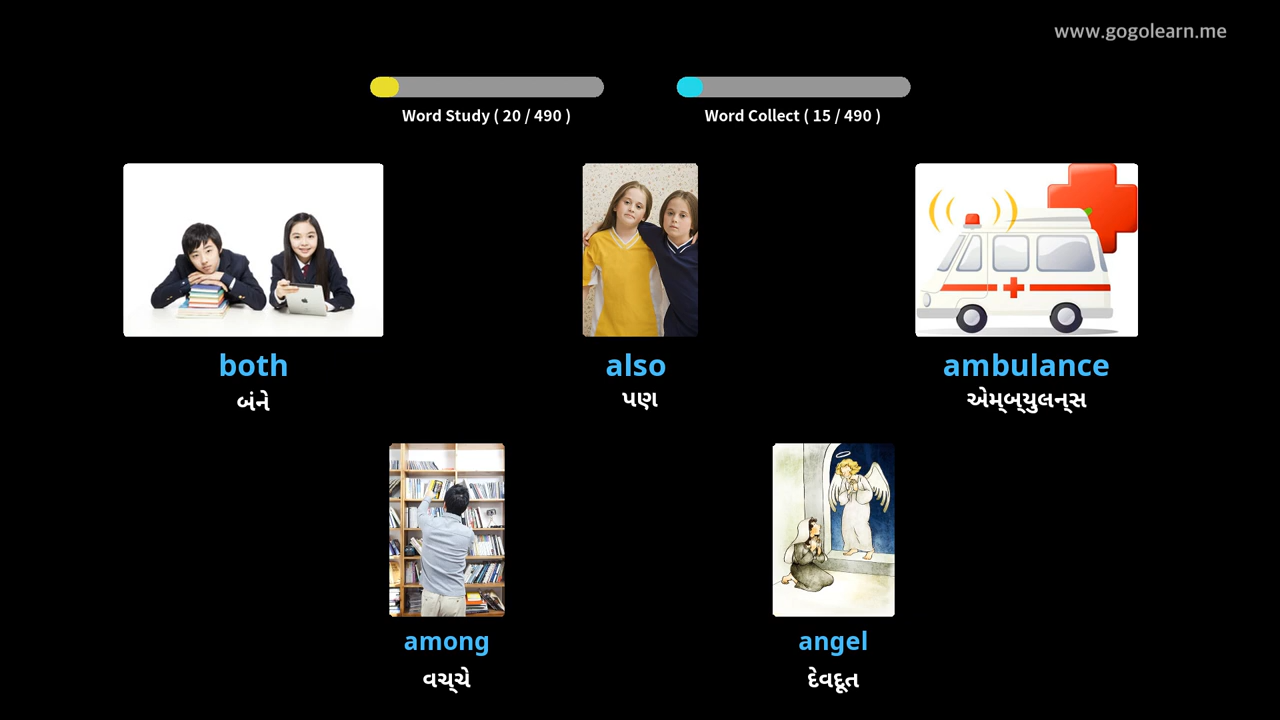 www.gogolearn.me
Word Study ( 20 / 490 )
Word Collect ( 15 / 490 )
both
also
ambulance
બંને
પણ
એમ્બ્યુલન્સ
among
angel
વચ્ચે
દેવદૂત